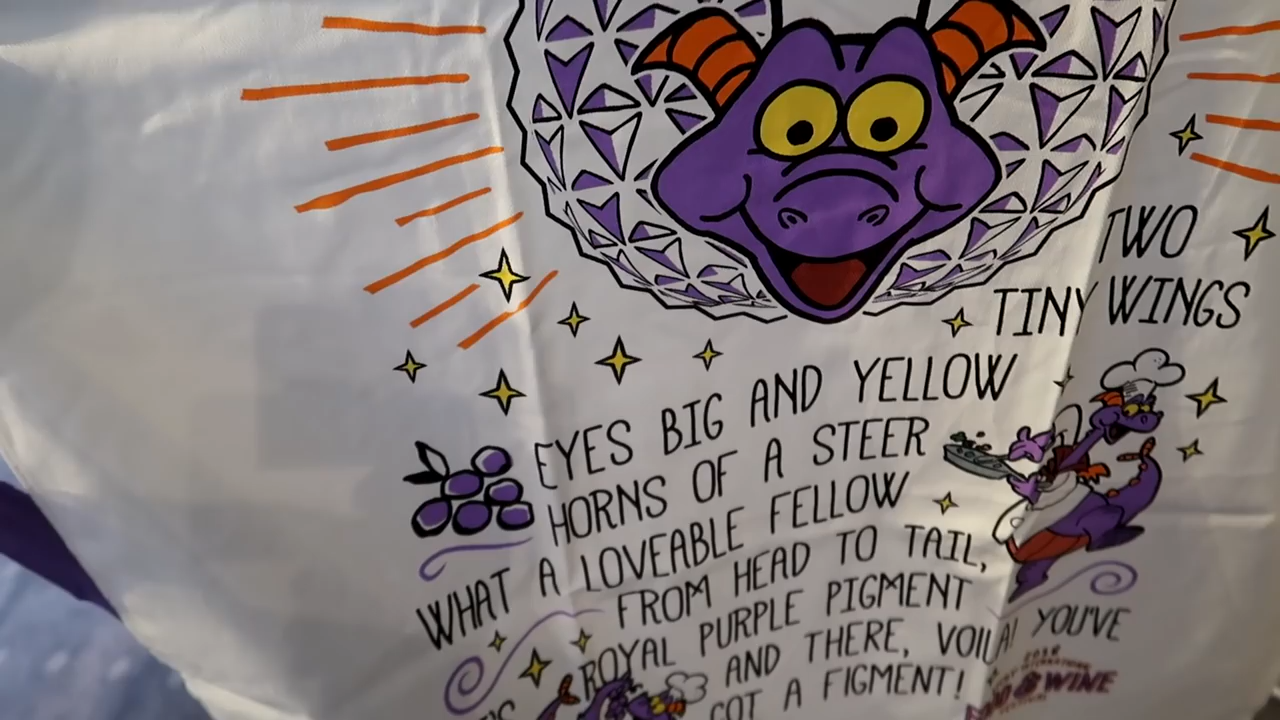 TWO
TINY WINGS
EYES BIG AND YELLOW
HORNS OF A STEER
WHAT A LOVEABLE FELLOW
FROM HEAD TO TAIL,
ROYAL PURPLE PIGMENT
AND THERE, VOILA! YOU'VE
GOT A FIGMENT!
& WINE